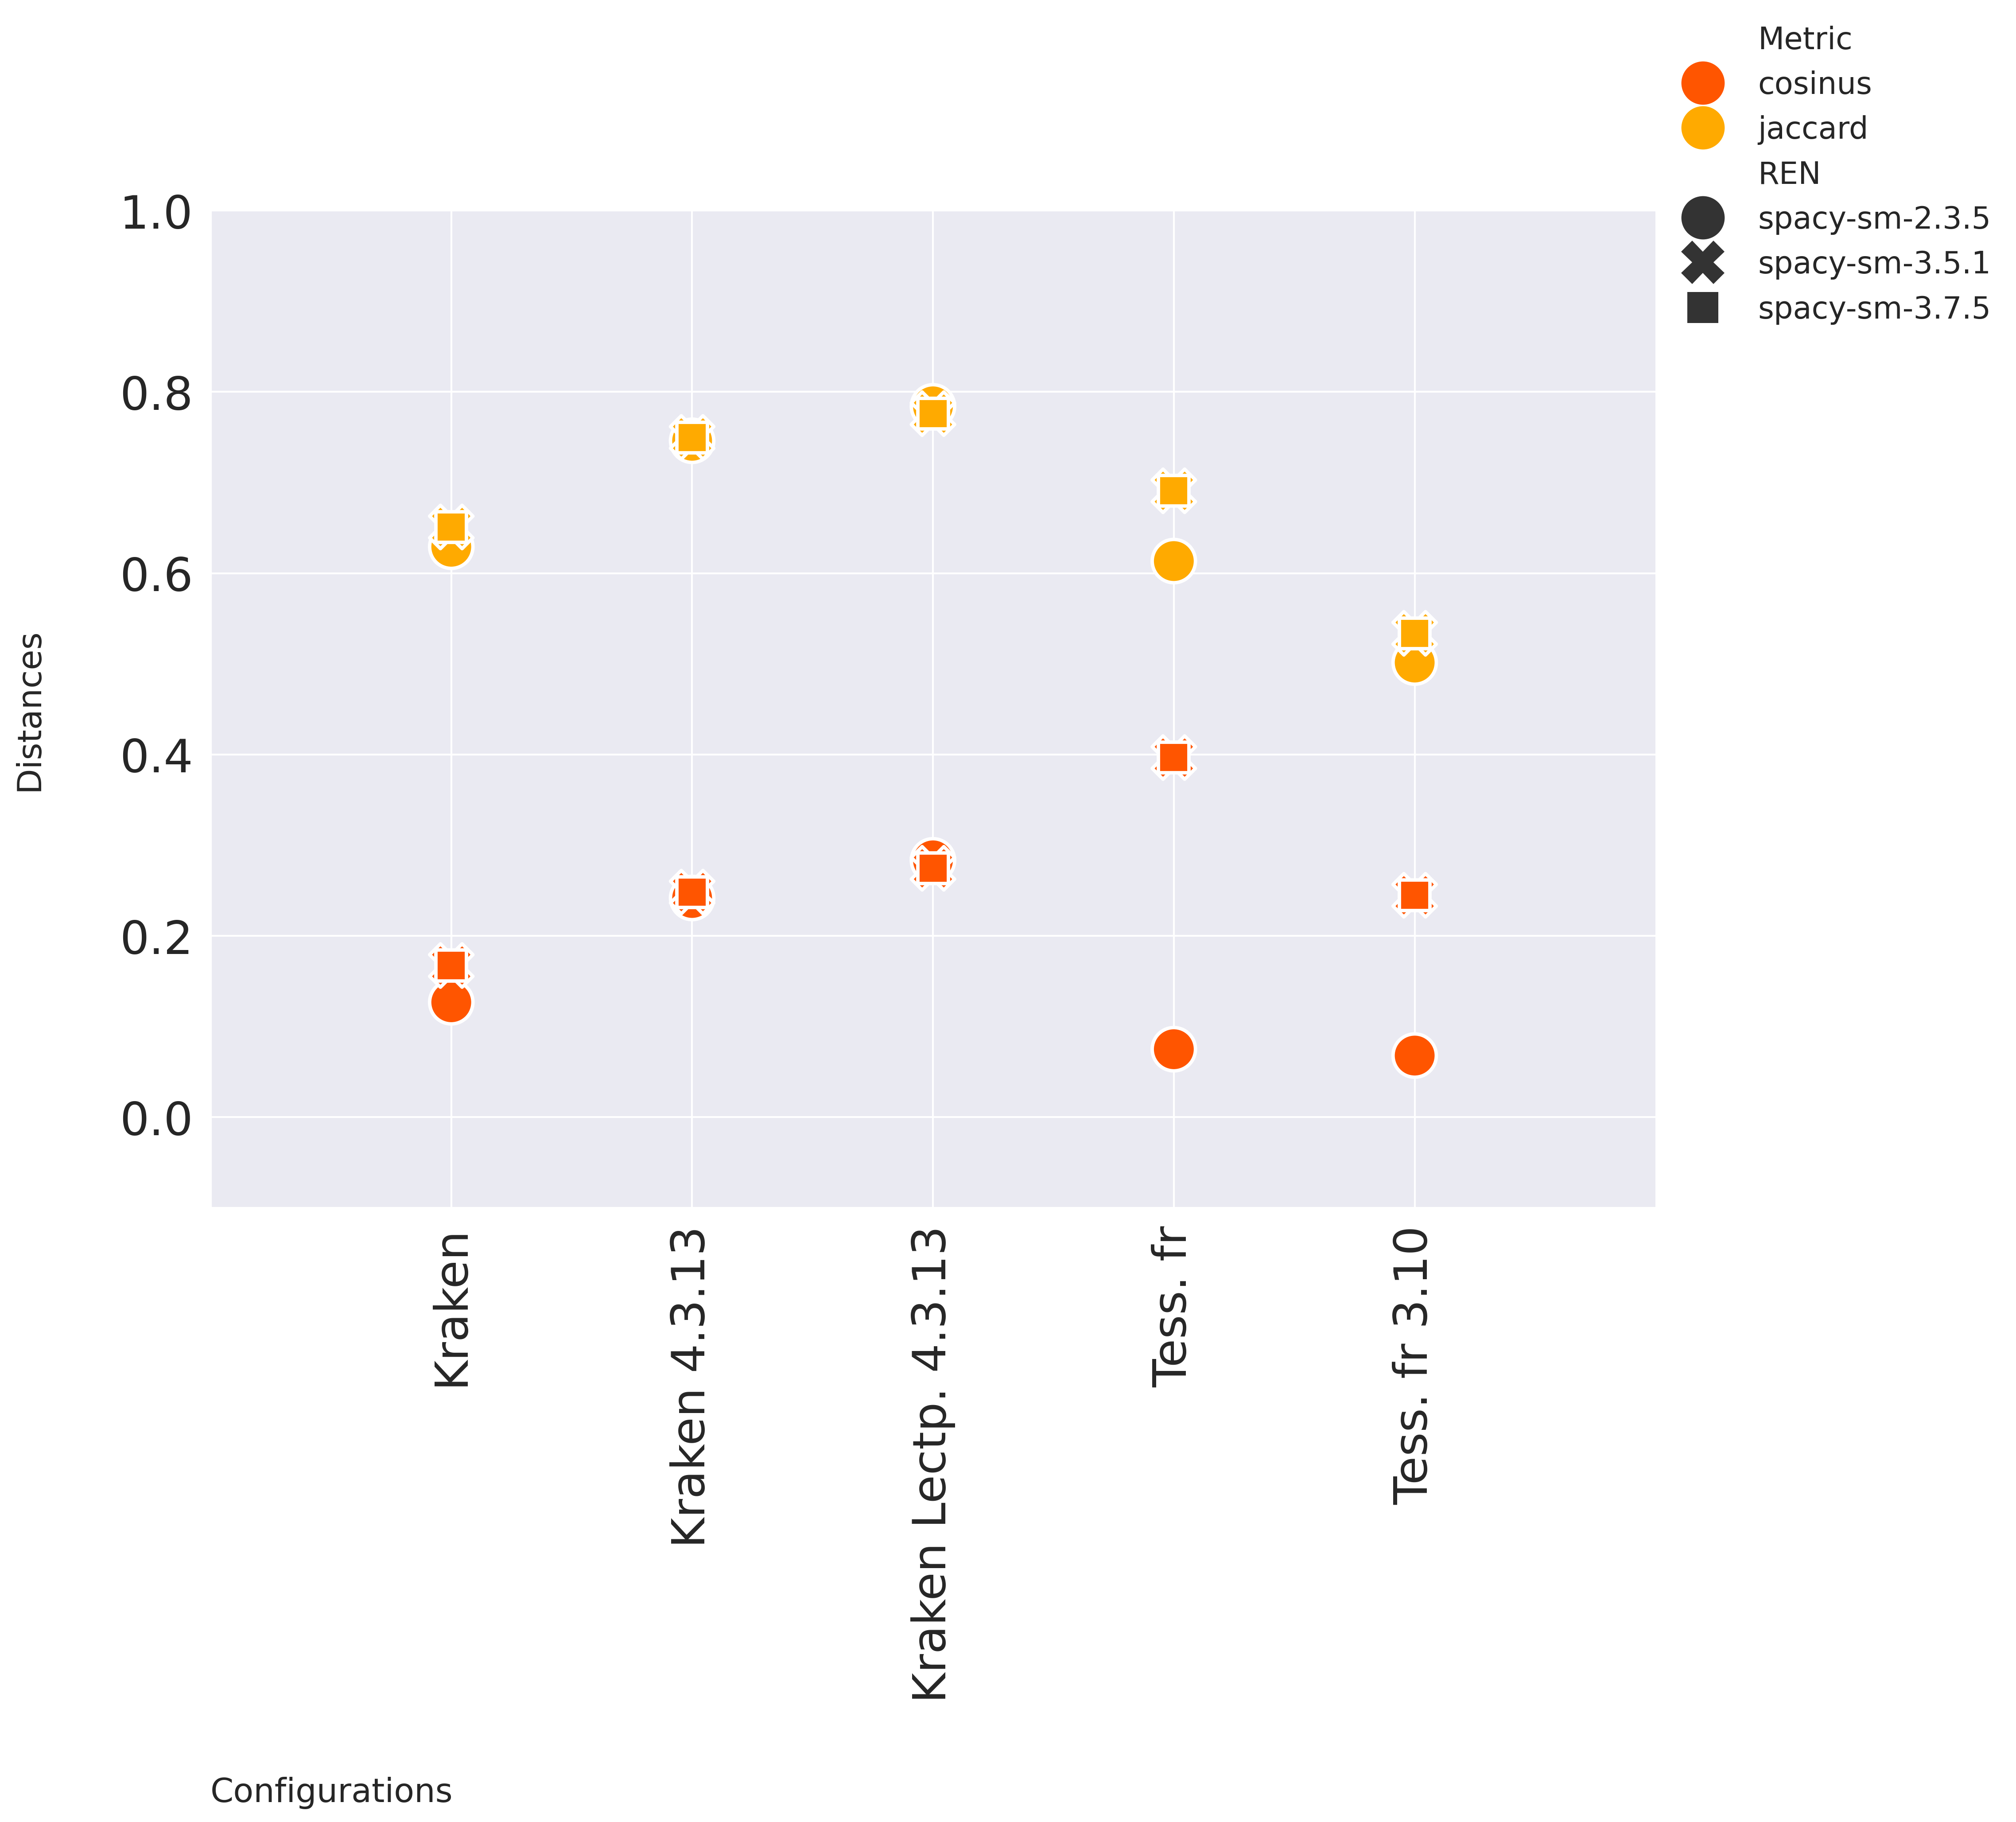 Metric
cosinus
jaccard
REN
spacy-sm-2.3.5
spacy-sm-3.5.1
spacy-sm-3.7.5
1.0
0.8
0.6
0.4
0.2
0.0
Distances
Kraken
Kraken 4.3.13
Kraken Lectp. 4.3.13
Tess. fr
Tess. fr 3.10
Configurations